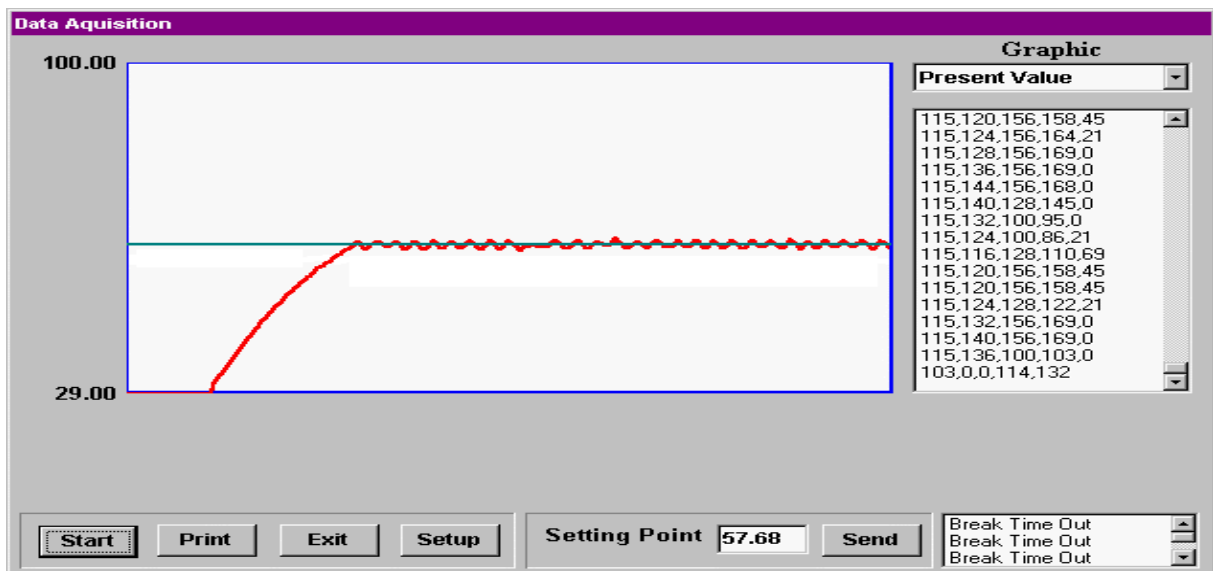 Data Aquisition
100.00
29.00
Graphic
Present Value
115,120,156,158,45
115,124,156,164,21
115,128,156,169,0
115,136,156,169,0
115,144,156,168,0
115,140,128,145,0
115,132,100,95,0
115,124,100,86,21
115,116,128,110,69
115,120,156,158,45
115,120,156,158,45
115,124,128,122,21
115,132,156,169,0
115,140,156,169,0
115,136,100,103,0
103,0,0,114,132
Start
Print
Exit
Setup
Setting Point
57.68
Send
Break Time Out
Break Time Out
Break Time Out